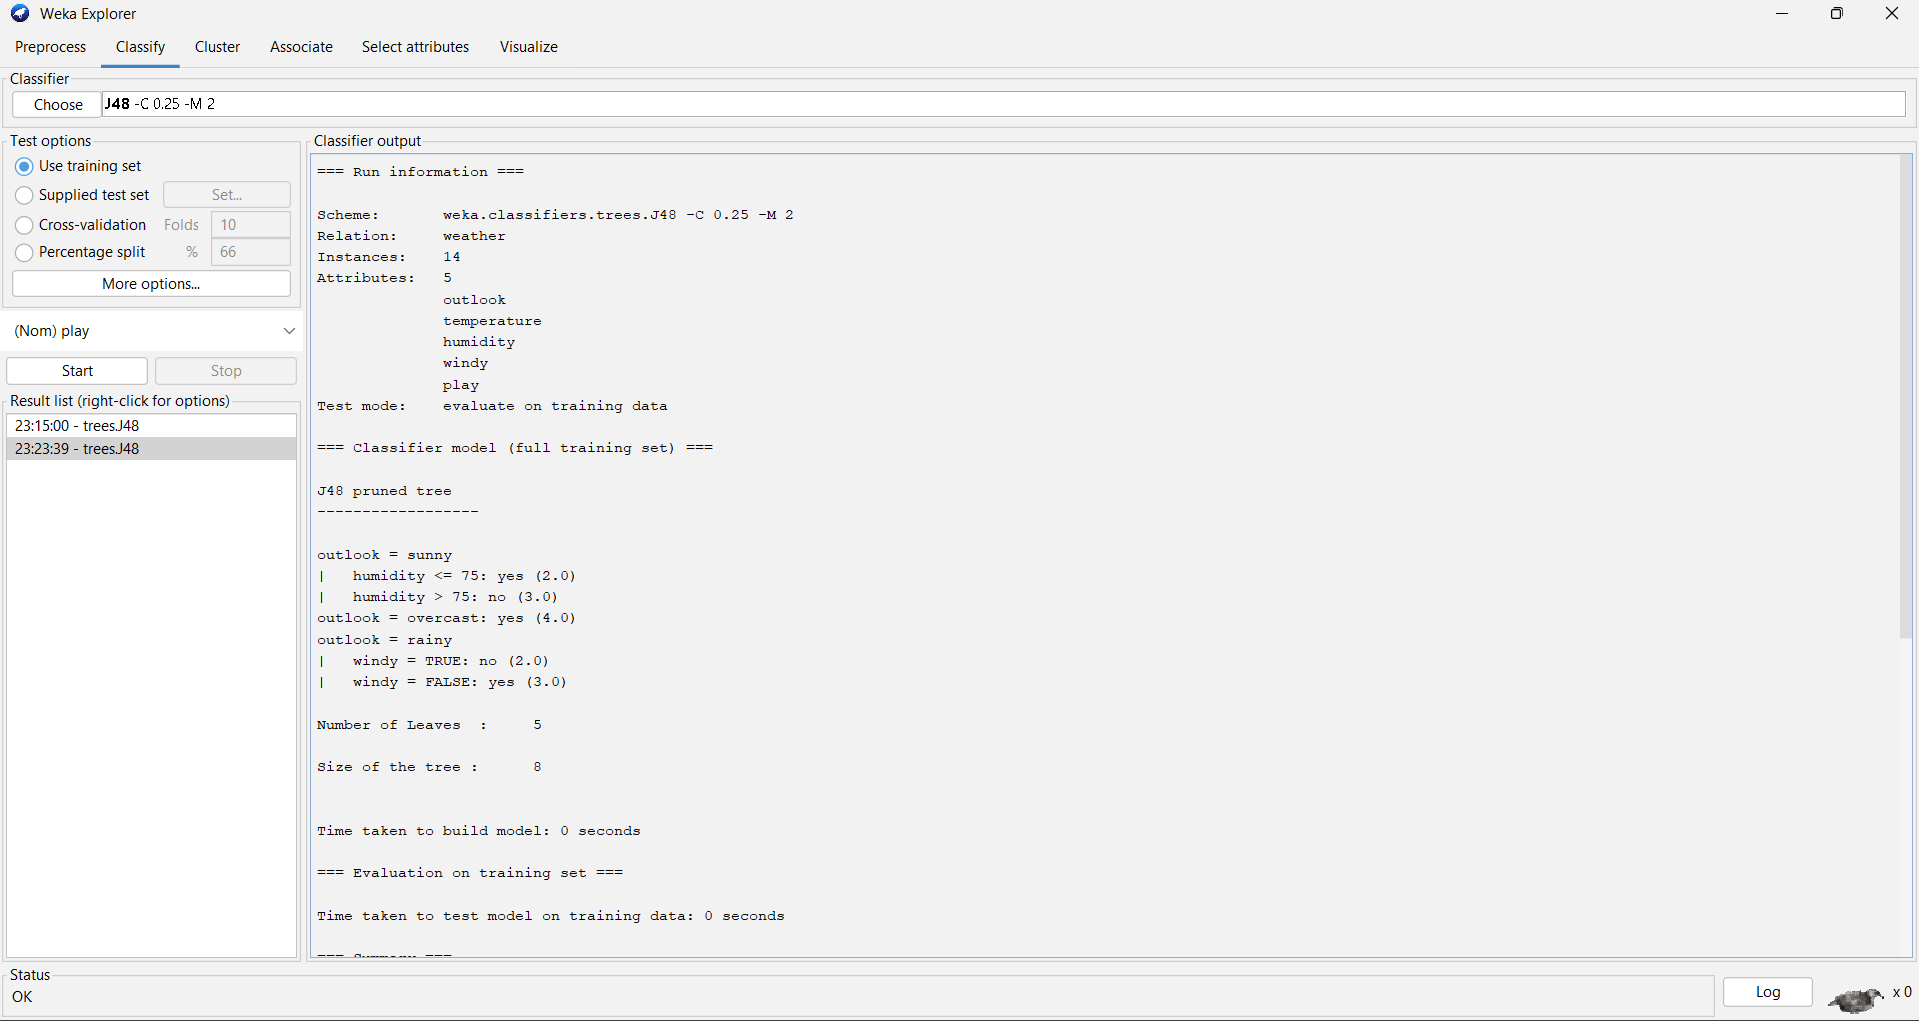 Weka Explorer
Preprocess Classify Cluster Associate Select attributes Visualize
Classifier
Choose J48 -C 0.25 -M 2
Test options
Use training set
Supplied test set Set...
Cross-validation Folds 10
Percentage split % 66
More options...
(Nom) play
Start Stop
Result list (right-click for options)
23:15:00 - trees.J48
23:23:39 - trees.J48
Classifier output
=== Run information ===
Scheme: weka.classifiers.trees.J48 -C 0.25 -M 2
Relation: weather
Instances: 14
Attributes: 5
outlook
temperature
humidity
windy
play
Test mode: evaluate on training data
=== Classifier model (full training set) ===
J48 pruned tree
------------------
outlook = sunny
|   humidity <= 75: yes (2.0)
|   humidity > 75: no (3.0)
outlook = overcast: yes (4.0)
outlook = rainy
|   windy = TRUE: no (2.0)
|   windy = FALSE: yes (3.0)
Number of Leaves  : 5
Size of the tree : 8
Time taken to build model: 0 seconds
=== Evaluation on training set ===
Time taken to test model on training data: 0 seconds
=== Summary ===
Status
OK
Log x 0